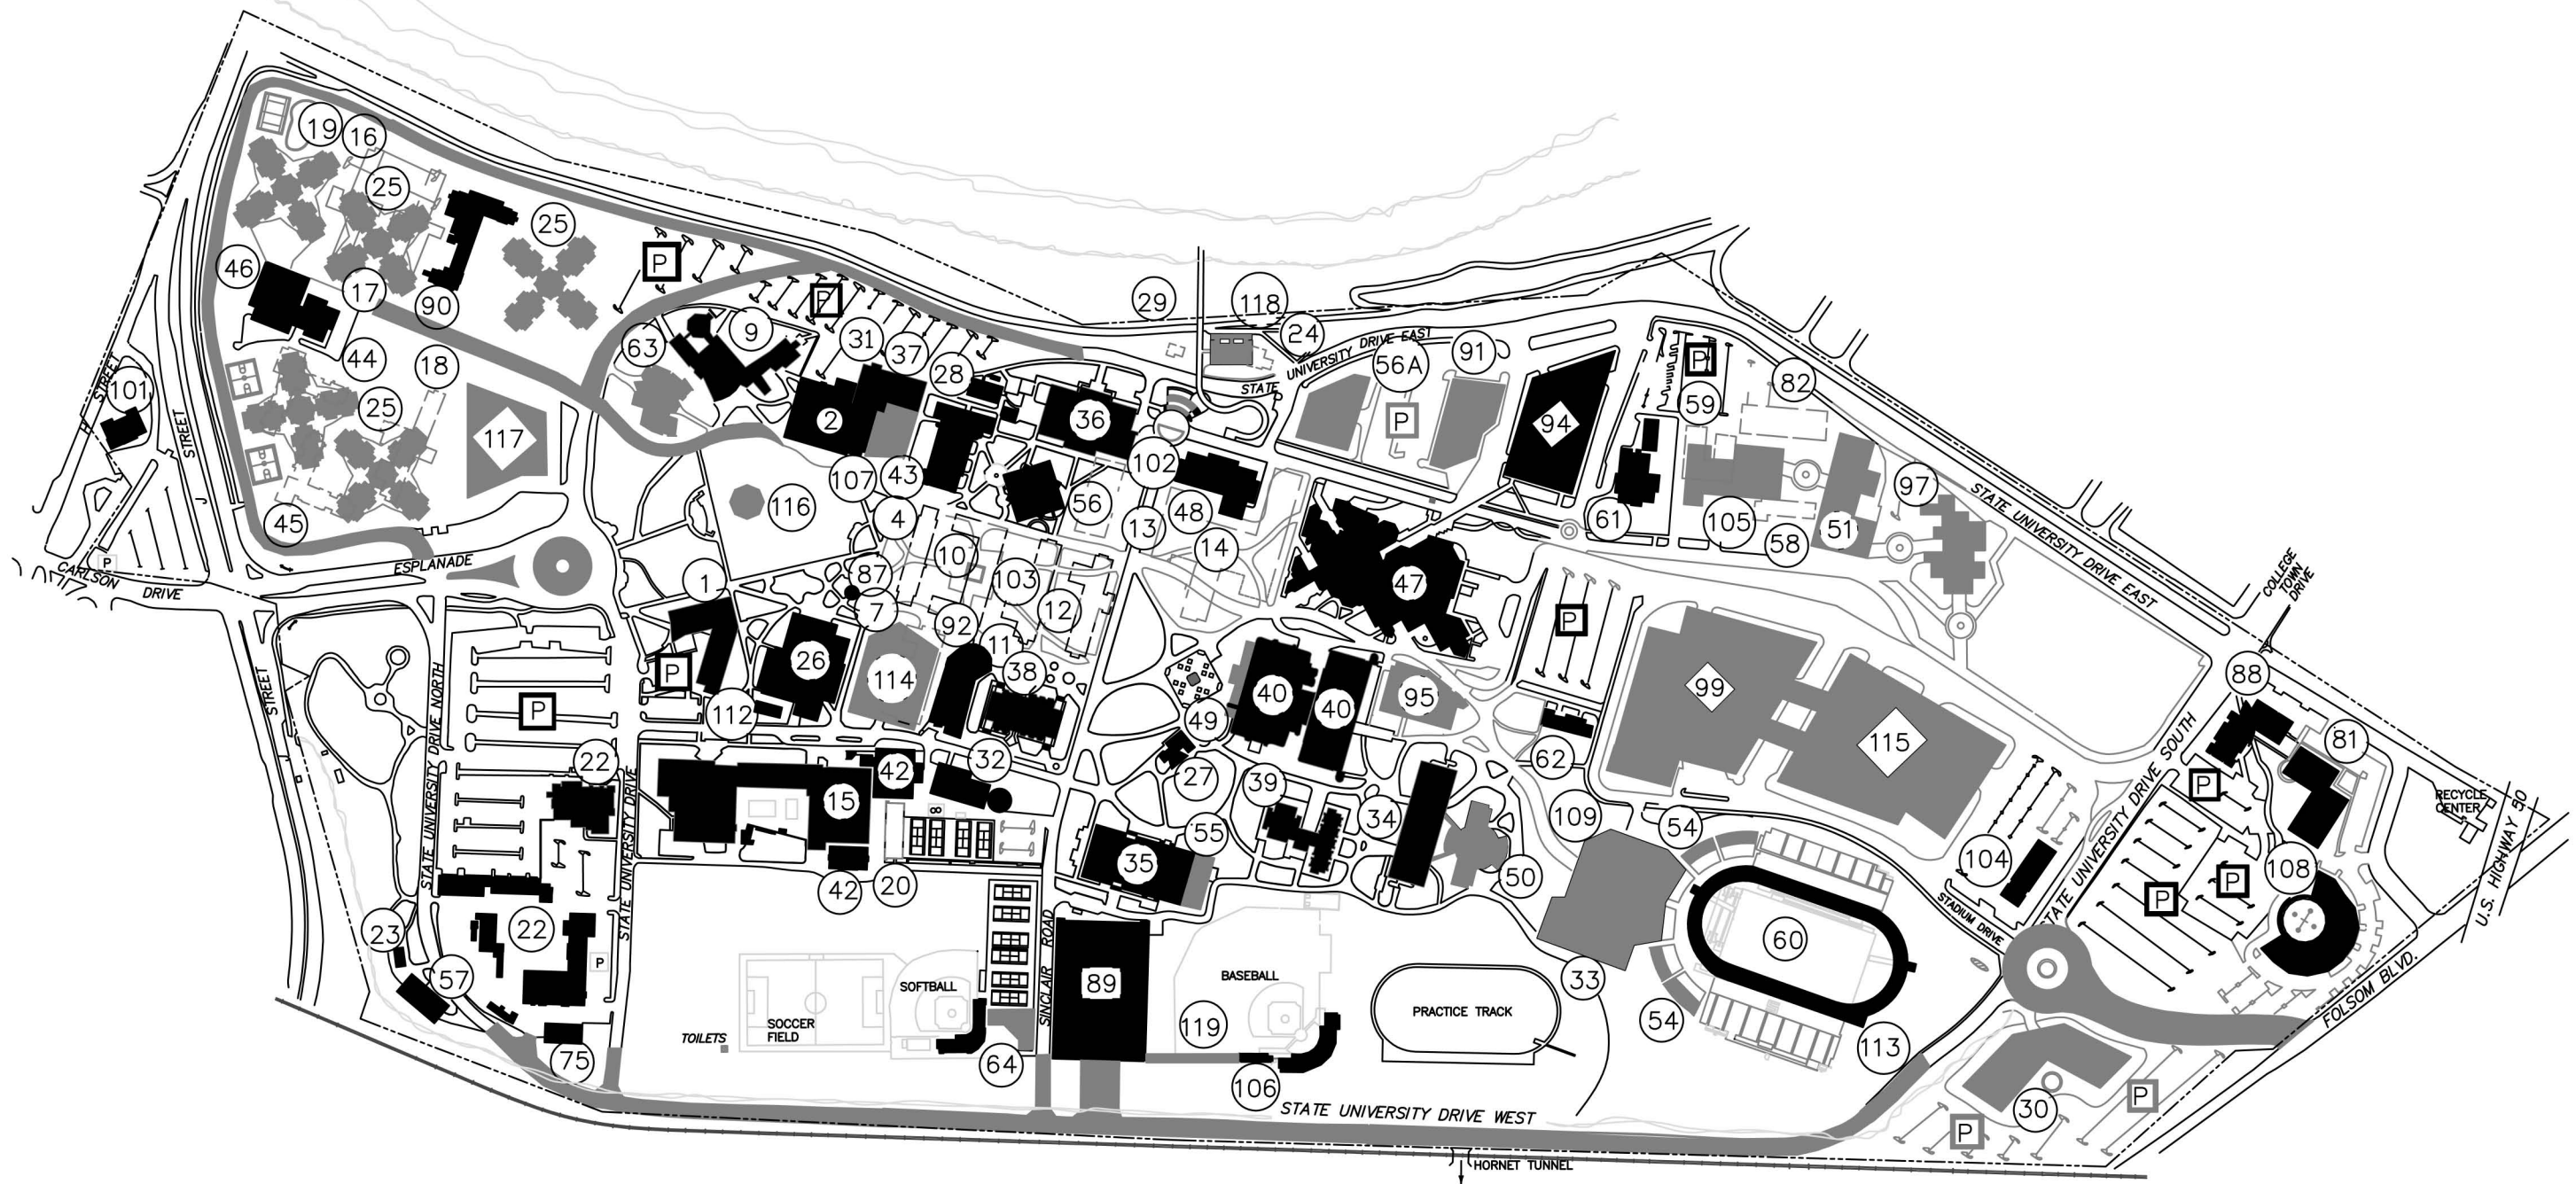 19
16
25
25
46
17
90
P
P
9
31
37
28
63
29
118
24
STATE UNIVERSITY DRIVE EAST
56A
91
P
59
82
STREET
101
44
18
25
STREET
117
2
36
P
94
45
107
43
116
4
56
102
13
48
14
61
105
58
51
97
STATE UNIVERSITY DRIVE EAST
COLLEGE
TOWN
DRIVE
P
CARLSON
DRIVE
ESPLANADE
1
87
10
103
7
92
12
11
47
P
26
38
P
114
112
STREET
STATE UNIVERSITY DRIVE NORTH
P
49
40
40
95
99
115
88
81
22
STATE UNIVERSITY DRIVE
42
32
27
62
STATE UNIVERSITY DRIVE SOUTH
P
RECYCLE
CENTER
15
8
39
34
109
54
35
55
50
42
20
104
108
P
P
U.S. HIGHWAY 50
23
22
P
57
STADIUM DRIVE
60
SINCLAIR ROAD
89
BASEBALL
SOFTBALL
33
FOLSOM BLVD.
PRACTICE TRACK
SOCCER
FIELD
TOILETS
119
54
113
75
64
106
30
P
P
STATE UNIVERSITY DRIVE WEST
HORNET TUNNEL